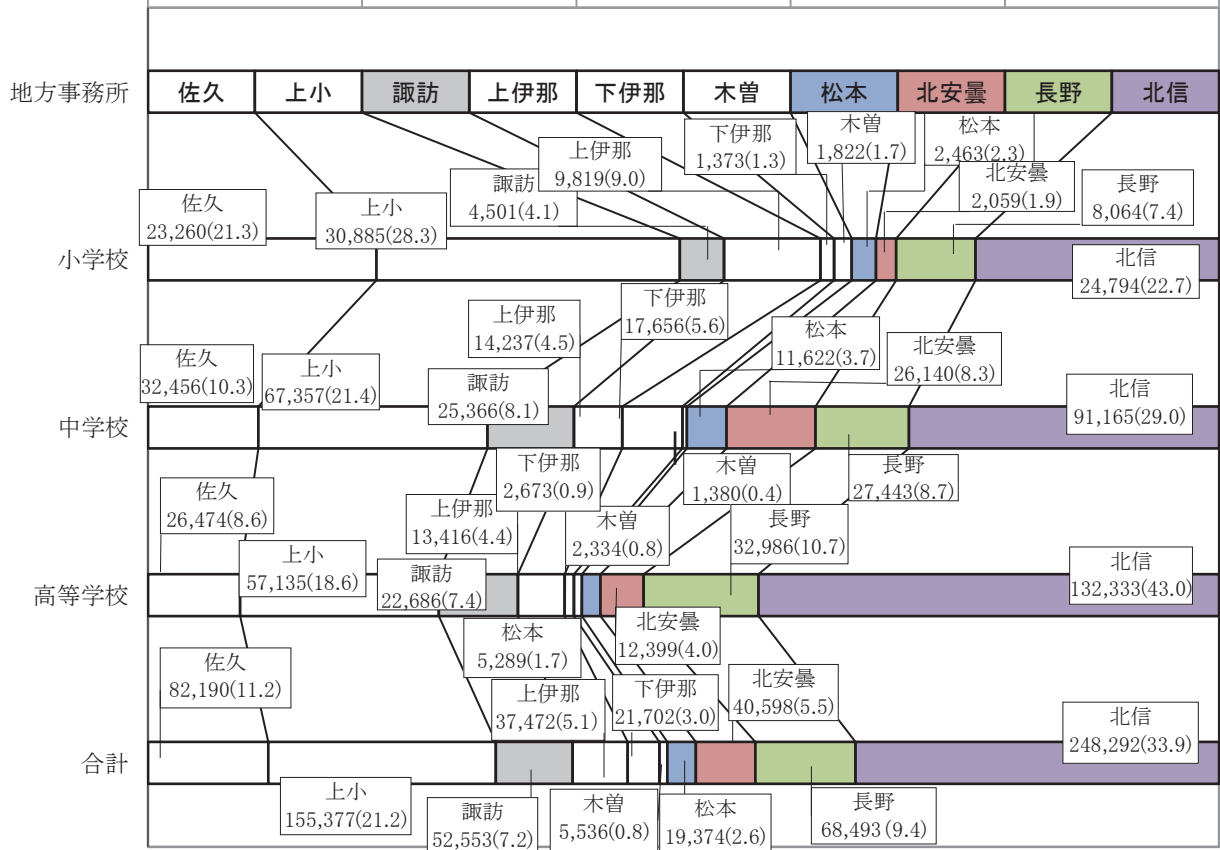 地方事務所
佐久
上小
諏訪
上伊那
下伊那
木曽
松本
北安曇
長野
北信
小学校
佐久
23,260(21.3)
上小
30,885(28.3)
諏訪
4,501(4.1)
上伊那
9,819(9.0)
下伊那
1,373(1.3)
木曽
1,822(1.7)
松本
2,463(2.3)
北安曇
2,059(1.9)
長野
8,064(7.4)
北信
24,794(22.7)
中学校
佐久
32,456(10.3)
上小
67,357(21.4)
諏訪
25,366(8.1)
上伊那
14,237(4.5)
下伊那
17,656(5.6)
木曽
1,380(0.4)
松本
11,622(3.7)
北安曇
26,140(8.3)
長野
27,443(8.7)
北信
91,165(29.0)
高等学校
佐久
26,474(8.6)
上小
57,135(18.6)
諏訪
22,686(7.4)
上伊那
13,416(4.4)
下伊那
2,673(0.9)
木曽
2,334(0.8)
松本
5,289(1.7)
北安曇
12,399(4.0)
長野
32,986(10.7)
北信
132,333(43.0)
合計
佐久
82,190(11.2)
上小
155,377(21.2)
諏訪
52,553(7.2)
上伊那
37,472(5.1)
下伊那
21,702(3.0)
木曽
5,536(0.8)
松本
19,374(2.6)
北安曇
40,598(5.5)
長野
68,493(9.4)
北信
248,292(33.9)